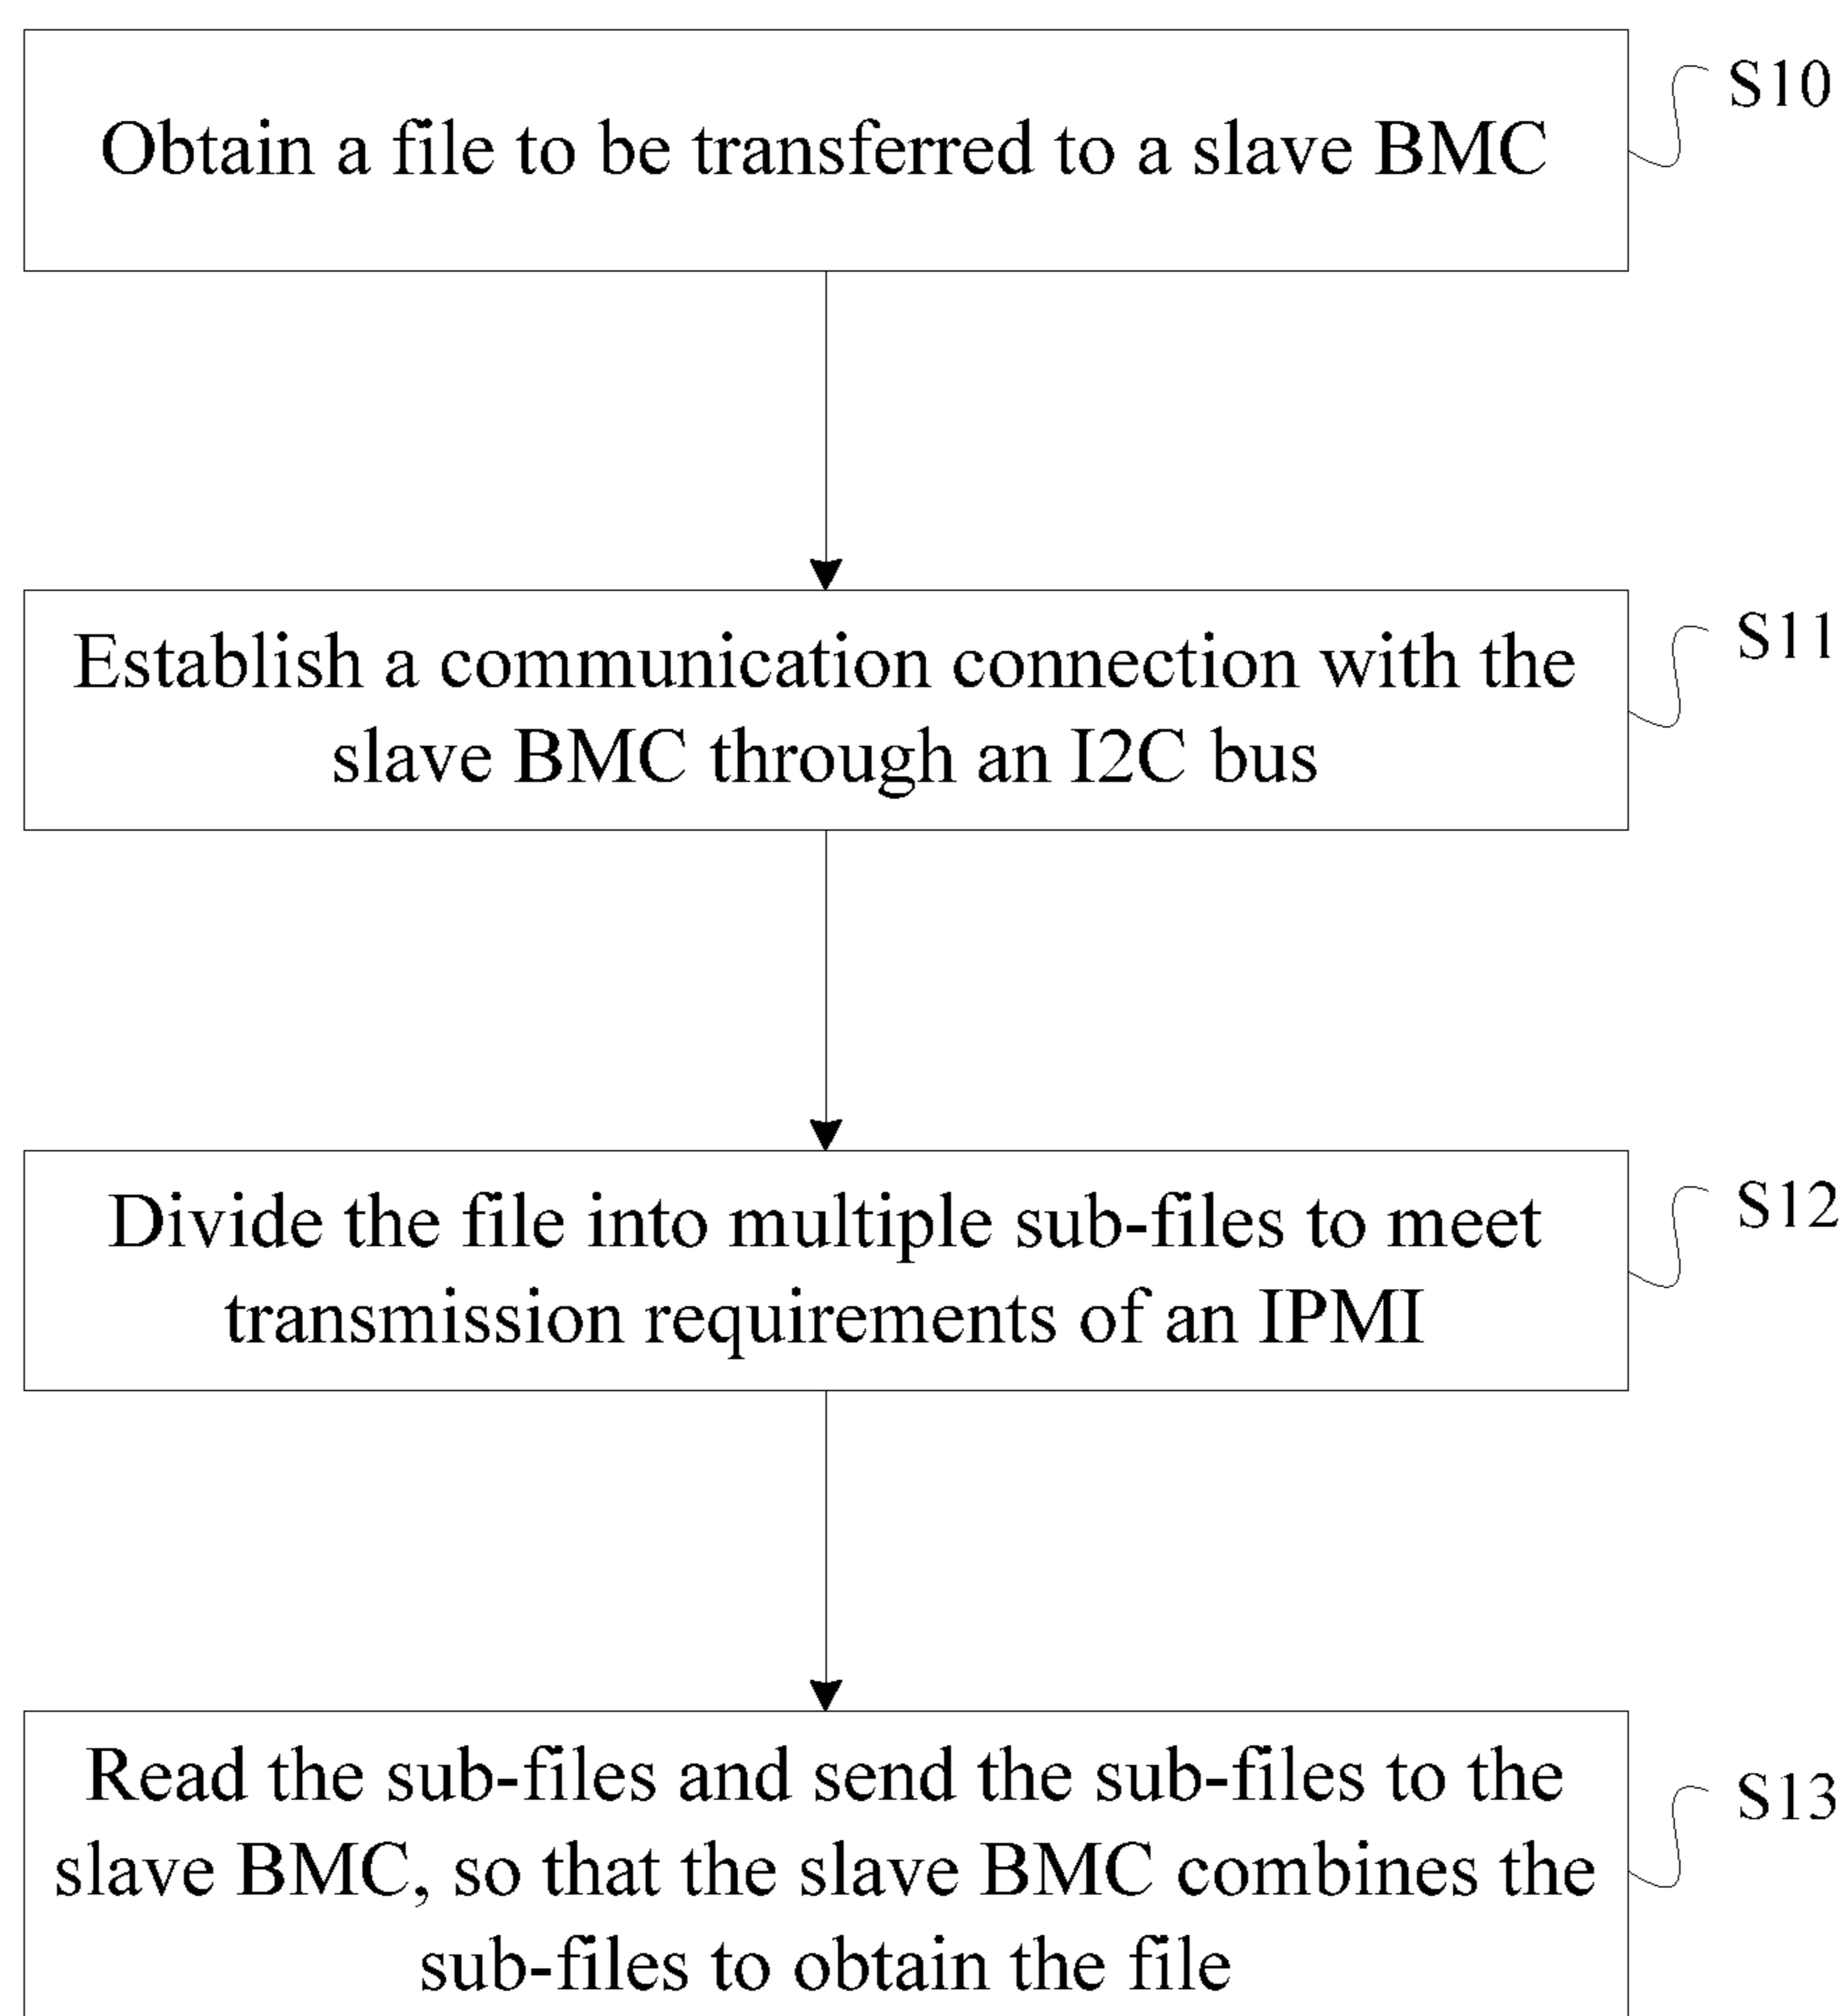 Obtain a file to be transferred to a slave BMC
S10
Establish a communication connection with the
slave BMC through an I2C bus
S11
Divide the file into multiple sub-files to meet
transmission requirements of an IPMI
S12
Read the sub-files and send the sub-files to the
slave BMC, so that the slave BMC combines the
sub-files to obtain the file
S13